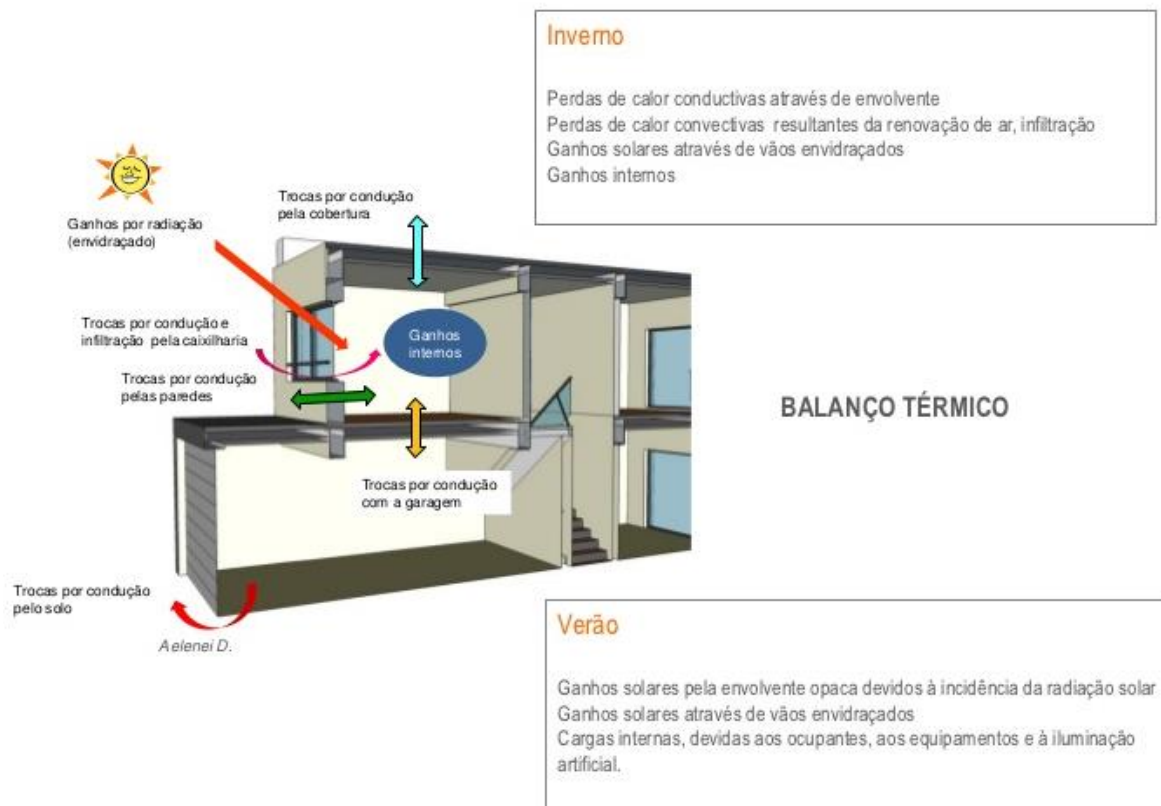 Inverno
Perdas de calor conductivas através de envolvente
Perdas de calor convectivas resultantes da renovação de ar, infiltração
Ganhos solares através de vãos envidraçados
Ganhos internos
Trocas por condução
pela cobertura
Ganhos por radiação
(envidraçado)
Trocas por condução e
infiltração pela caixilharia
Ganhos
internos
Trocas por condução
pelas paredes
BALANÇO TÉRMICO
Trocas por condução
com a garagem
Trocas por condução
pelo solo
Aelenei D.
Verão
Ganhos solares pela envolvente opaca devidos à incidência da radiação solar
Ganhos solares através de vãos envidraçados
Cargas internas, devidas aos ocupantes, aos equipamentos e à iluminação
artificial.